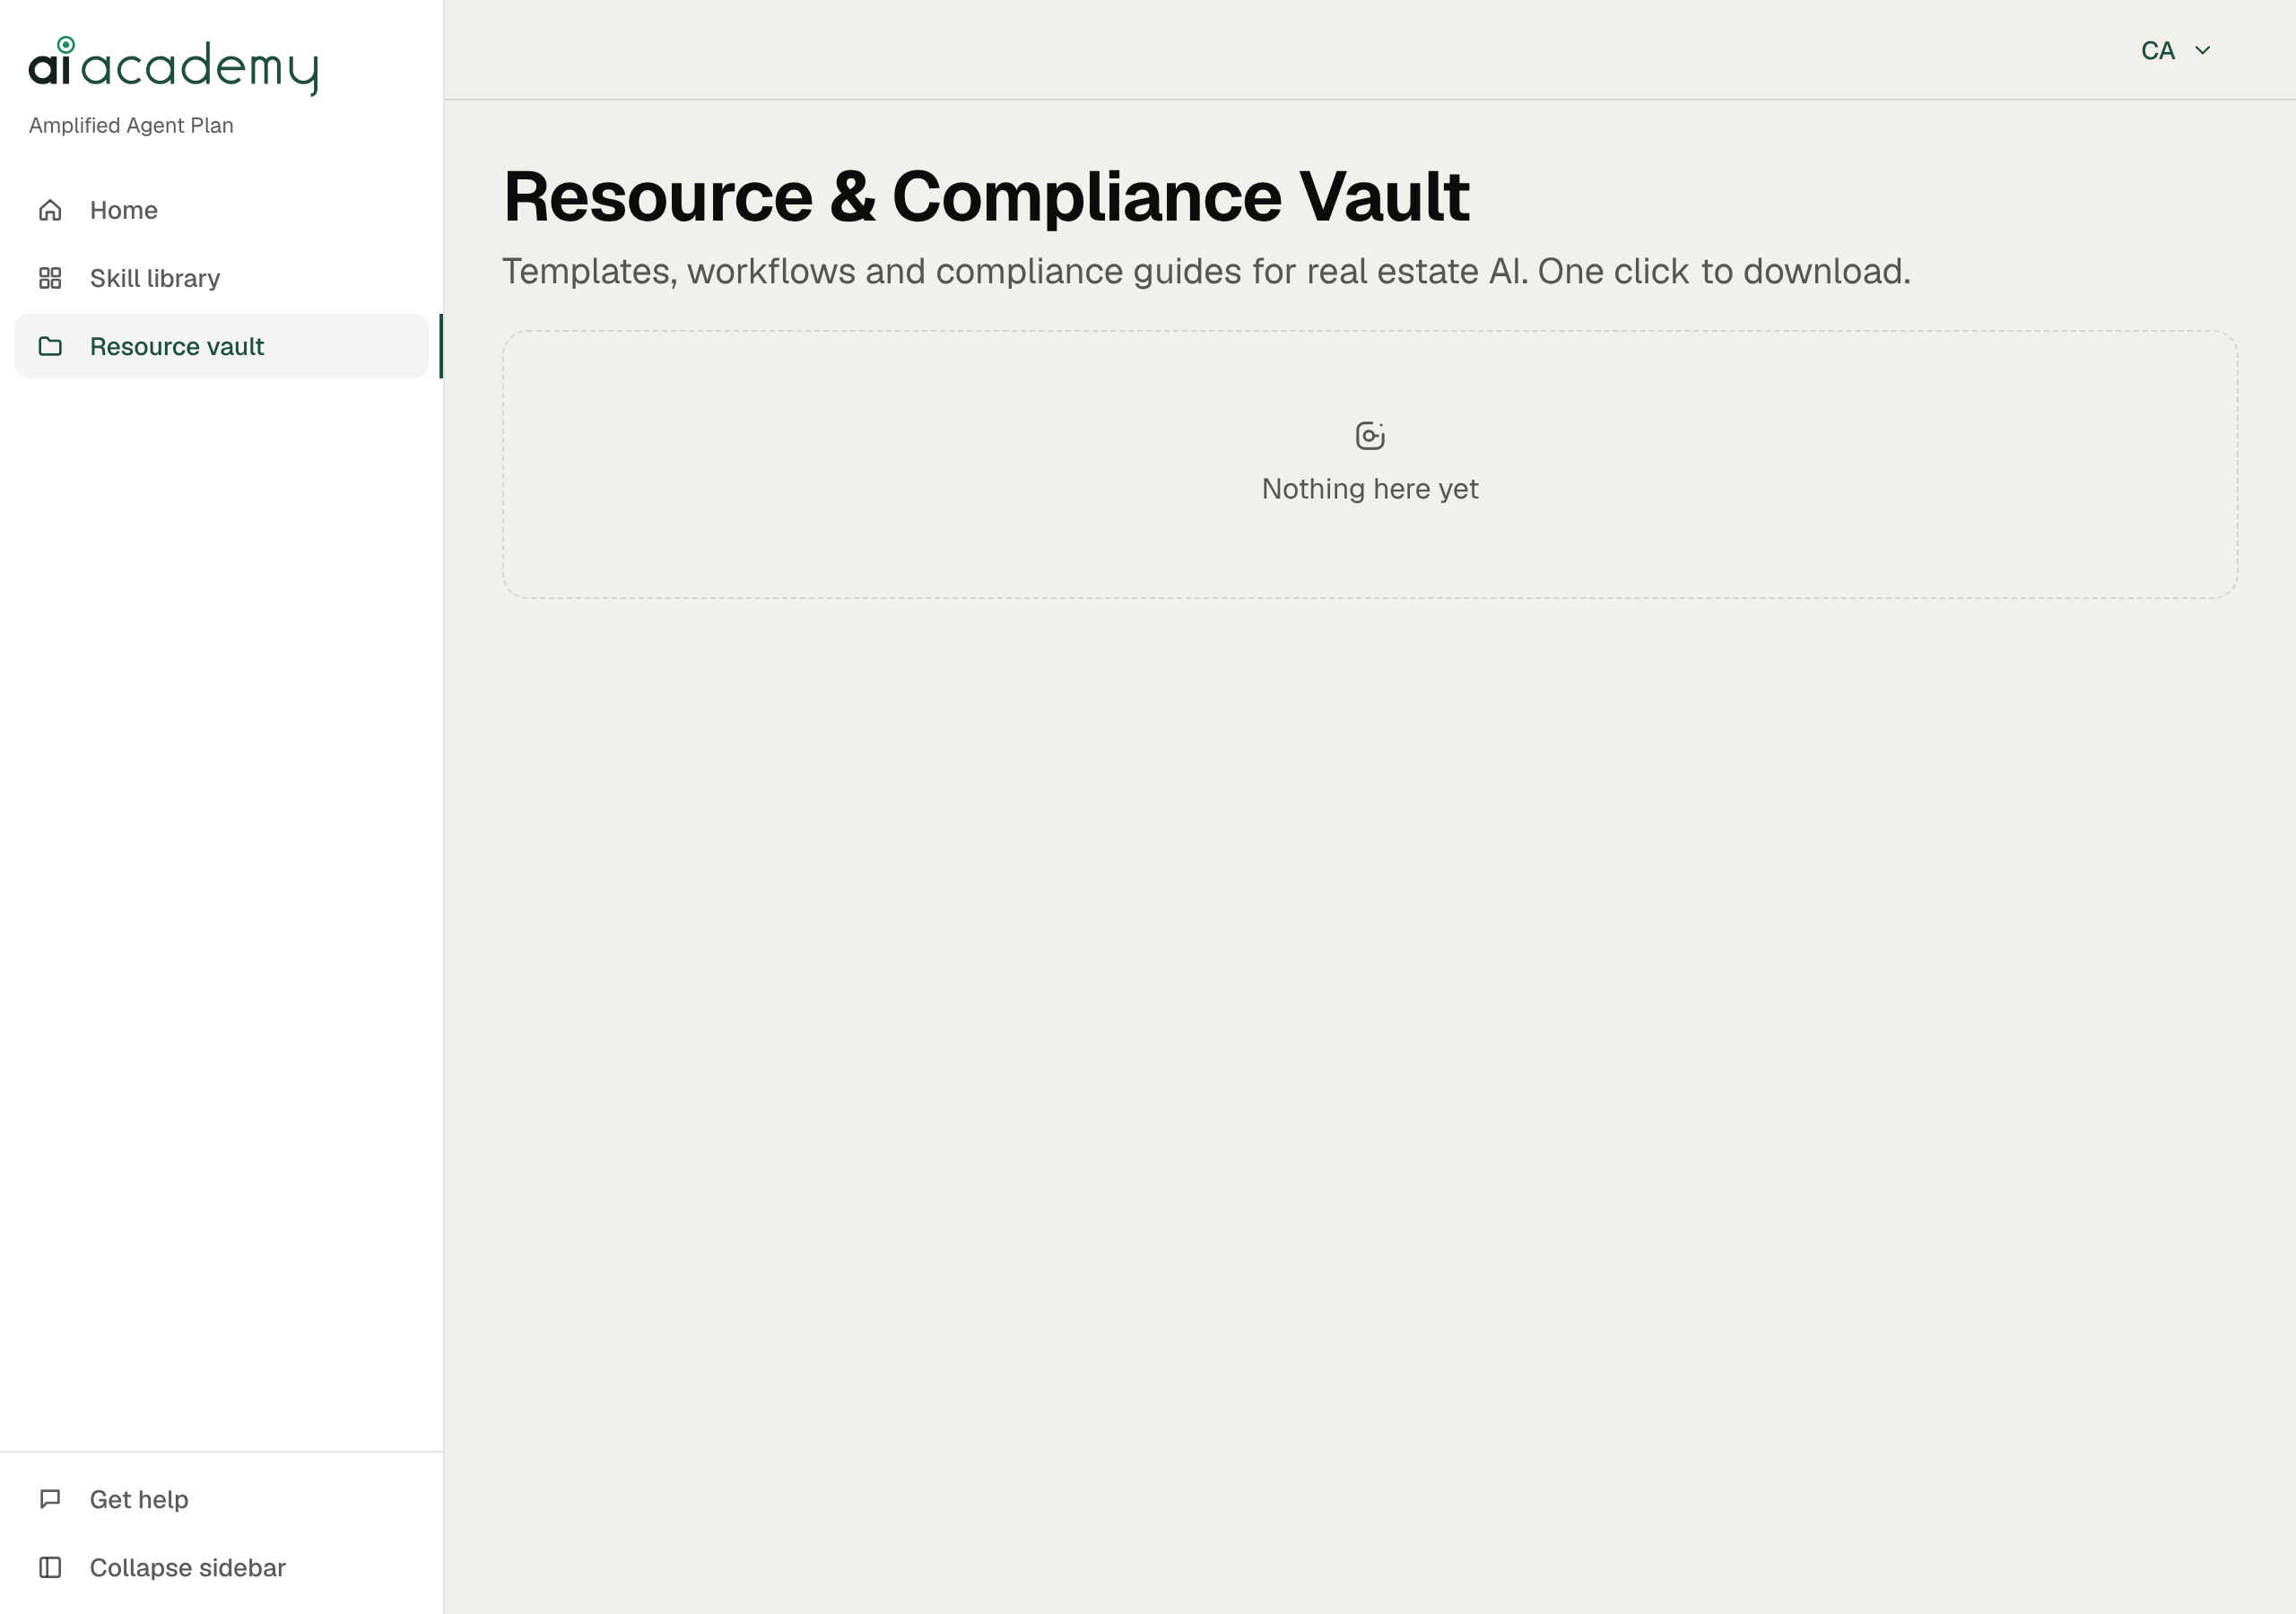 ai academy
Amplified Agent Plan
Home
Skill library
Resource vault
Get help
Collapse sidebar
CA
Resource & Compliance Vault
Templates, workflows and compliance guides for real estate AI. One click to download.
Nothing here yet